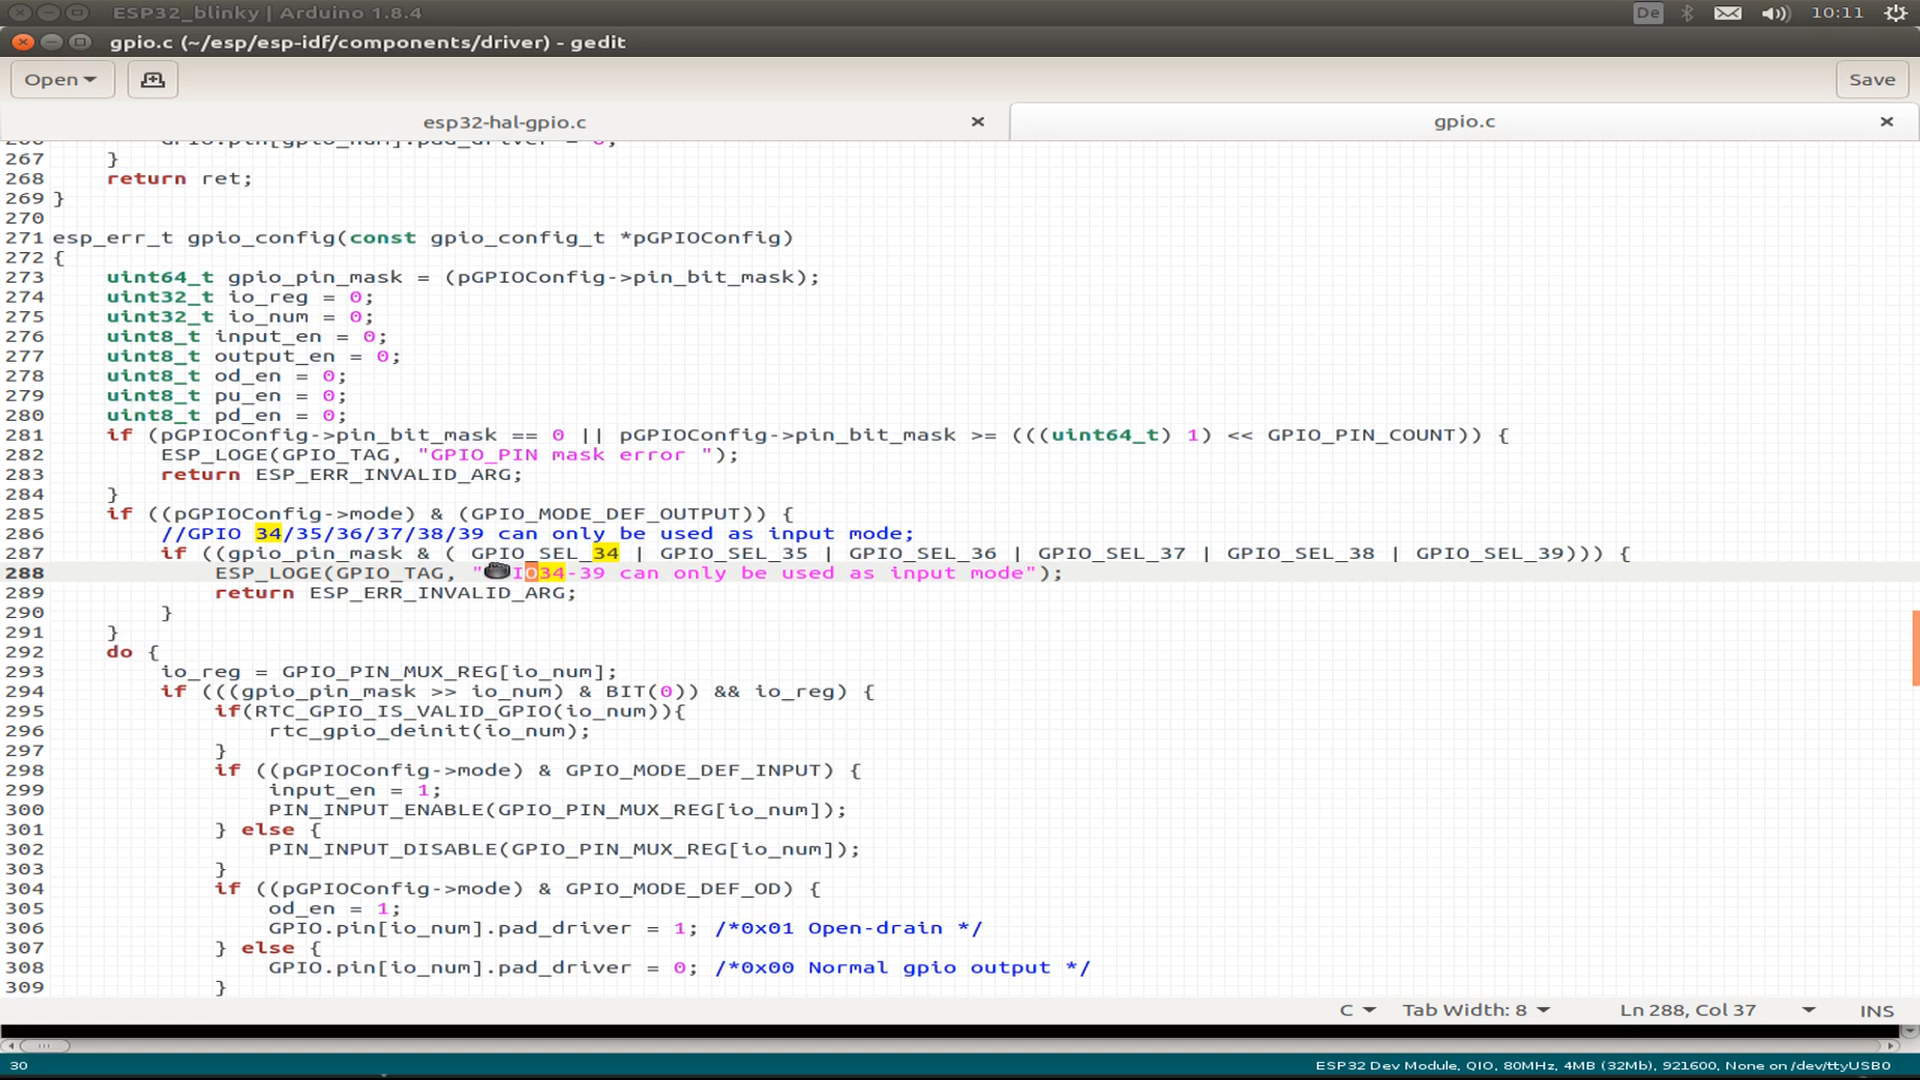 ESP32_blinky | Arduino 1.8.4
De
10:11
gpio.c (~/esp/esp-idf/components/driver) - gedit
Open
Save
esp32-hal-gpio.c
gpio.c
267 }
268 return ret;
269 }
270
271 esp_err_t gpio_config(const gpio_config_t *pGPIOConfig)
272 {
273 uint64_t gpio_pin_mask = (pGPIOConfig->pin_bit_mask);
274 uint32_t io_reg = 0;
275 uint32_t io_num = 0;
276 uint8_t input_en = 0;
277 uint8_t output_en = 0;
278 uint8_t od_en = 0;
279 uint8_t pu_en = 0;
280 uint8_t pd_en = 0;
281 if (pGPIOConfig->pin_bit_mask == 0 || pGPIOConfig->pin_bit_mask >= (((uint64_t) 1) << GPIO_PIN_COUNT)) {
282 ESP_LOGE(GPIO_TAG, "GPIO_PIN mask error ");
283 return ESP_ERR_INVALID_ARG;
284 }
285 if ((pGPIOConfig->mode) & (GPIO_MODE_DEF_OUTPUT)) {
286 //GPIO 34/35/36/37/38/39 can only be used as input mode;
287 if ((gpio_pin_mask & ( GPIO_SEL_34 | GPIO_SEL_35 | GPIO_SEL_36 | GPIO_SEL_37 | GPIO_SEL_38 | GPIO_SEL_39))) {
288 ESP_LOGE(GPIO_TAG, "IO34-39 can only be used as input mode");
289 return ESP_ERR_INVALID_ARG;
290 }
291 }
292 do {
293 io_reg = GPIO_PIN_MUX_REG[io_num];
294 if (((gpio_pin_mask >> io_num) & BIT(0)) && io_reg) {
295 if(RTC_GPIO_IS_VALID_GPIO(io_num)){
296 rtc_gpio_deinit(io_num);
297 }
298 if ((pGPIOConfig->mode) & GPIO_MODE_DEF_INPUT) {
299 input_en = 1;
300 PIN_INPUT_ENABLE(GPIO_PIN_MUX_REG[io_num]);
301 } else {
302 PIN_INPUT_DISABLE(GPIO_PIN_MUX_REG[io_num]);
303 }
304 if ((pGPIOConfig->mode) & GPIO_MODE_DEF_OD) {
305 od_en = 1;
306 GPIO.pin[io_num].pad_driver = 1; /*0x01 Open-drain */
307 } else {
308 GPIO.pin[io_num].pad_driver = 0; /*0x00 Normal gpio output */
309 }
C Tab Width: 8 Ln 288, Col 37 INS
30 ESP32 Dev Module, QIO, 80MHz, 4MB (32Mb), 921600, None on /dev/ttyUSB0